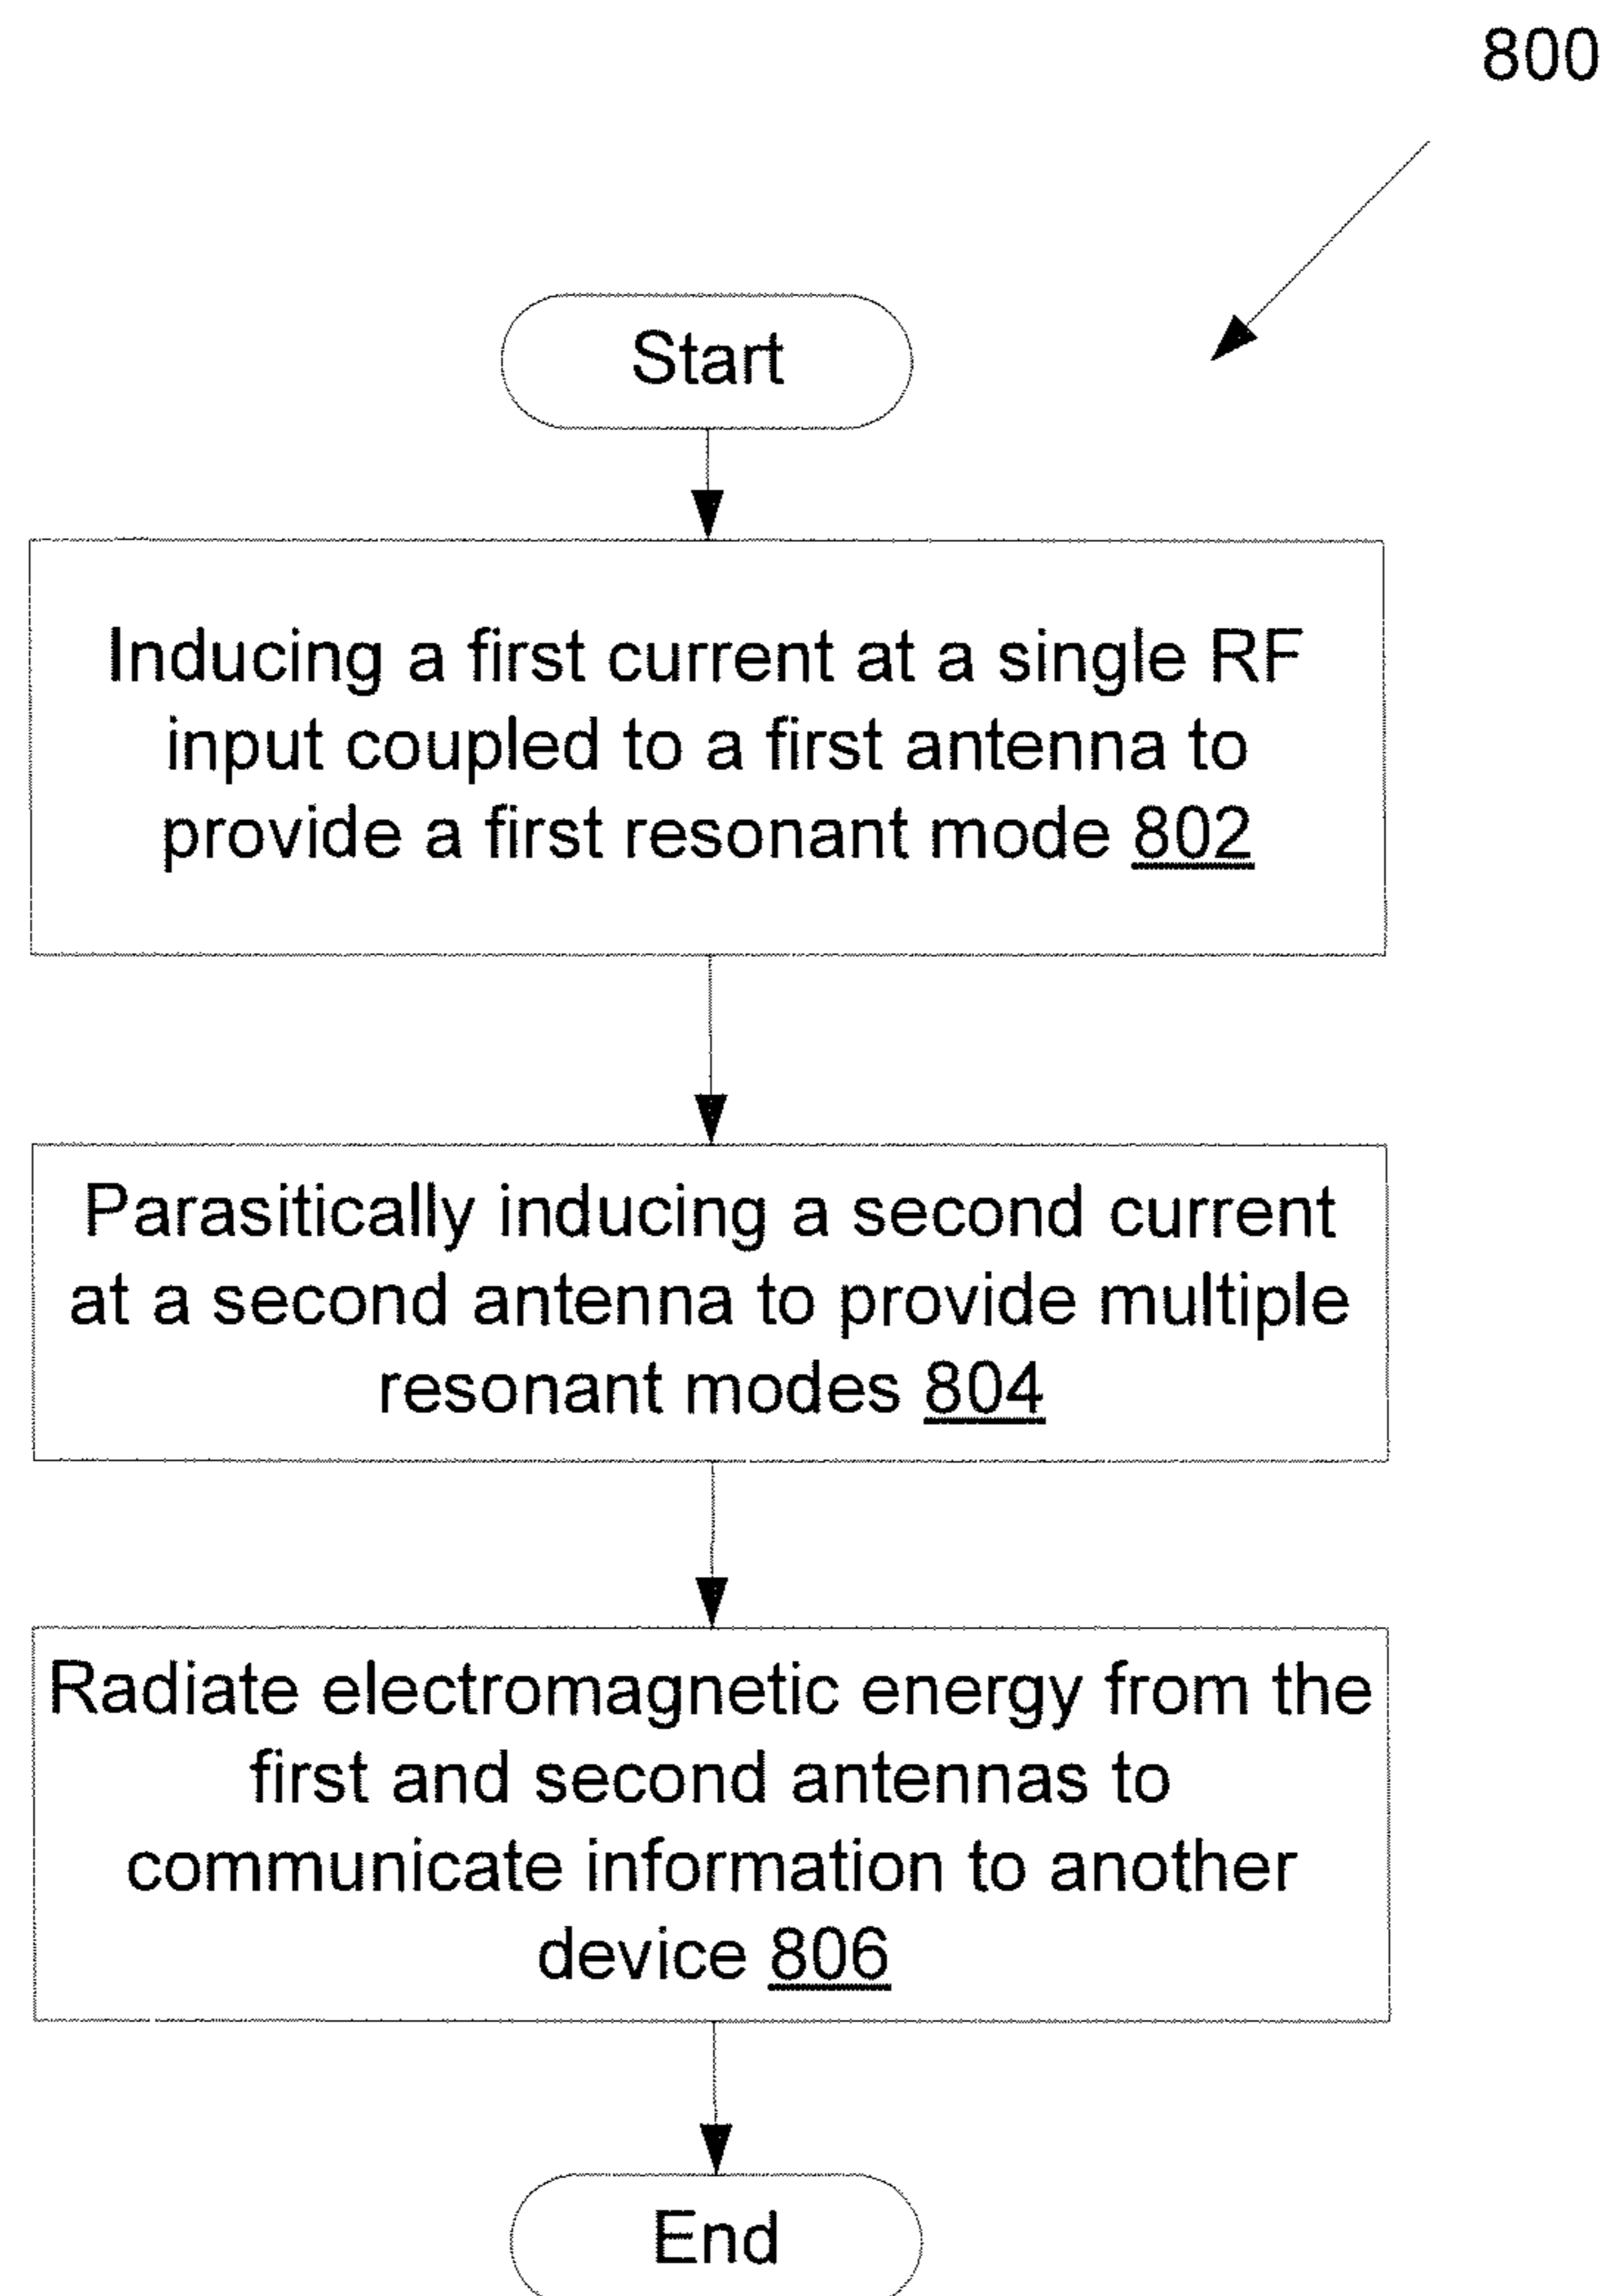 800
Start
Inducing a first current at a single RF
input coupled to a first antenna to
provide a first resonant mode 802
Parasitically inducing a second current
at a second antenna to provide multiple
resonant modes 804
Radiate electromagnetic energy from the
first and second antennas to
communicate information to another
device 806
End